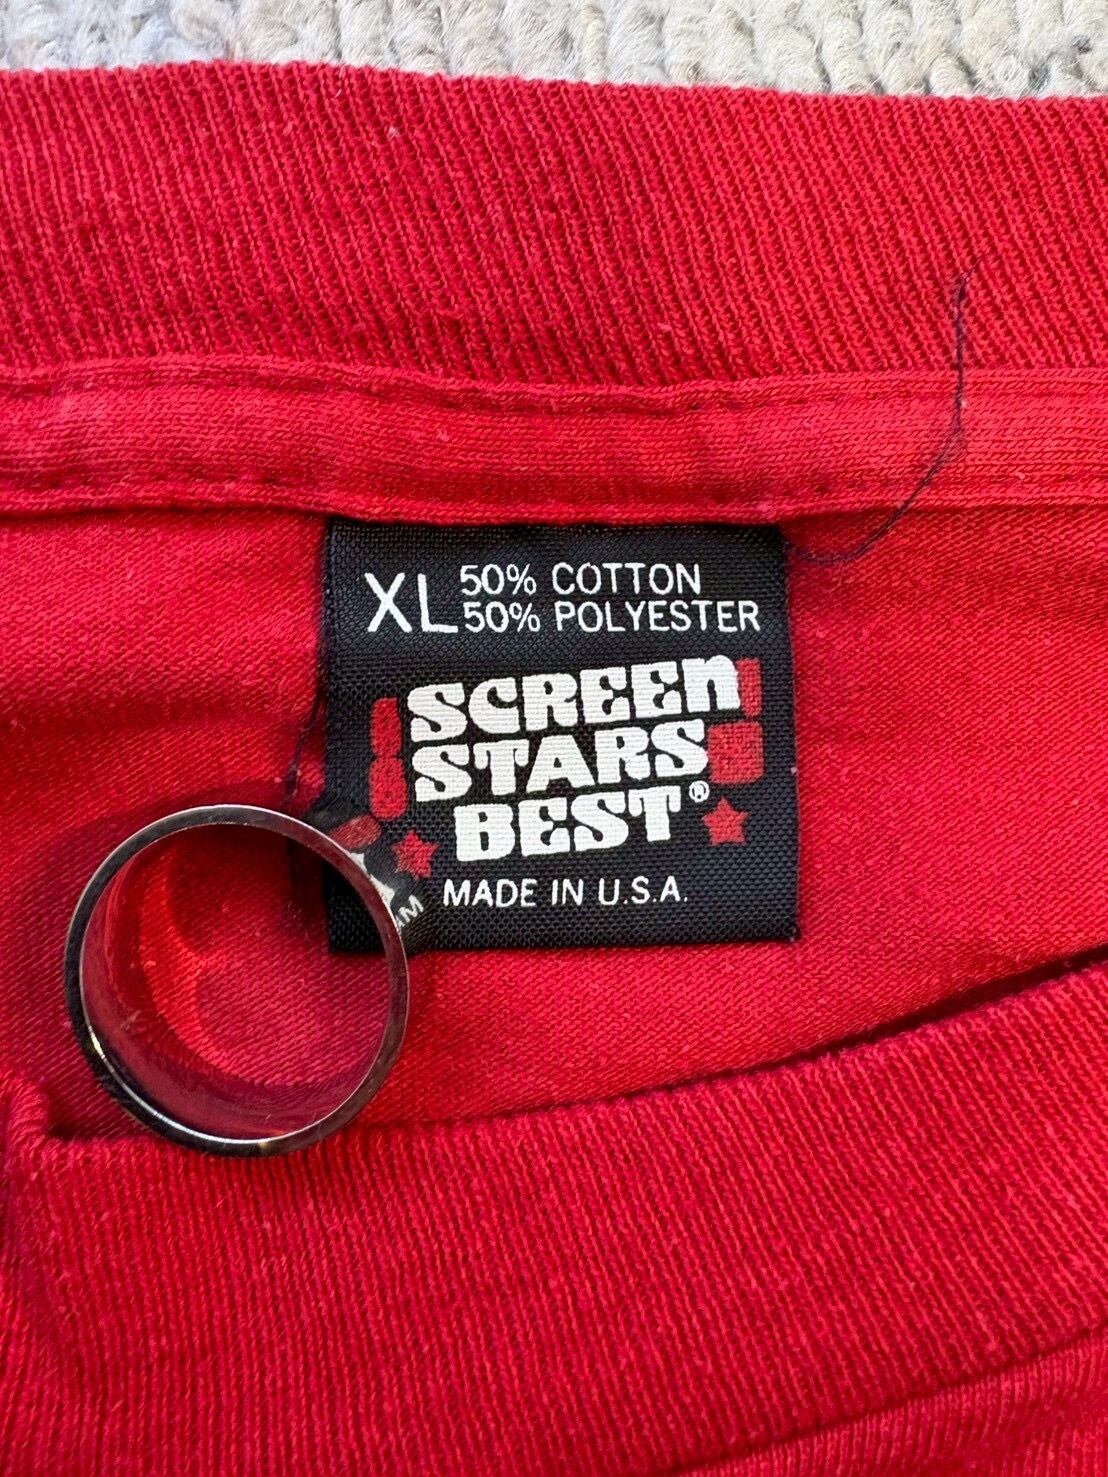 XL 50% COTTON
50% POLYESTER
SCREEN
STARS
BEST®
MADE IN U.S.A.